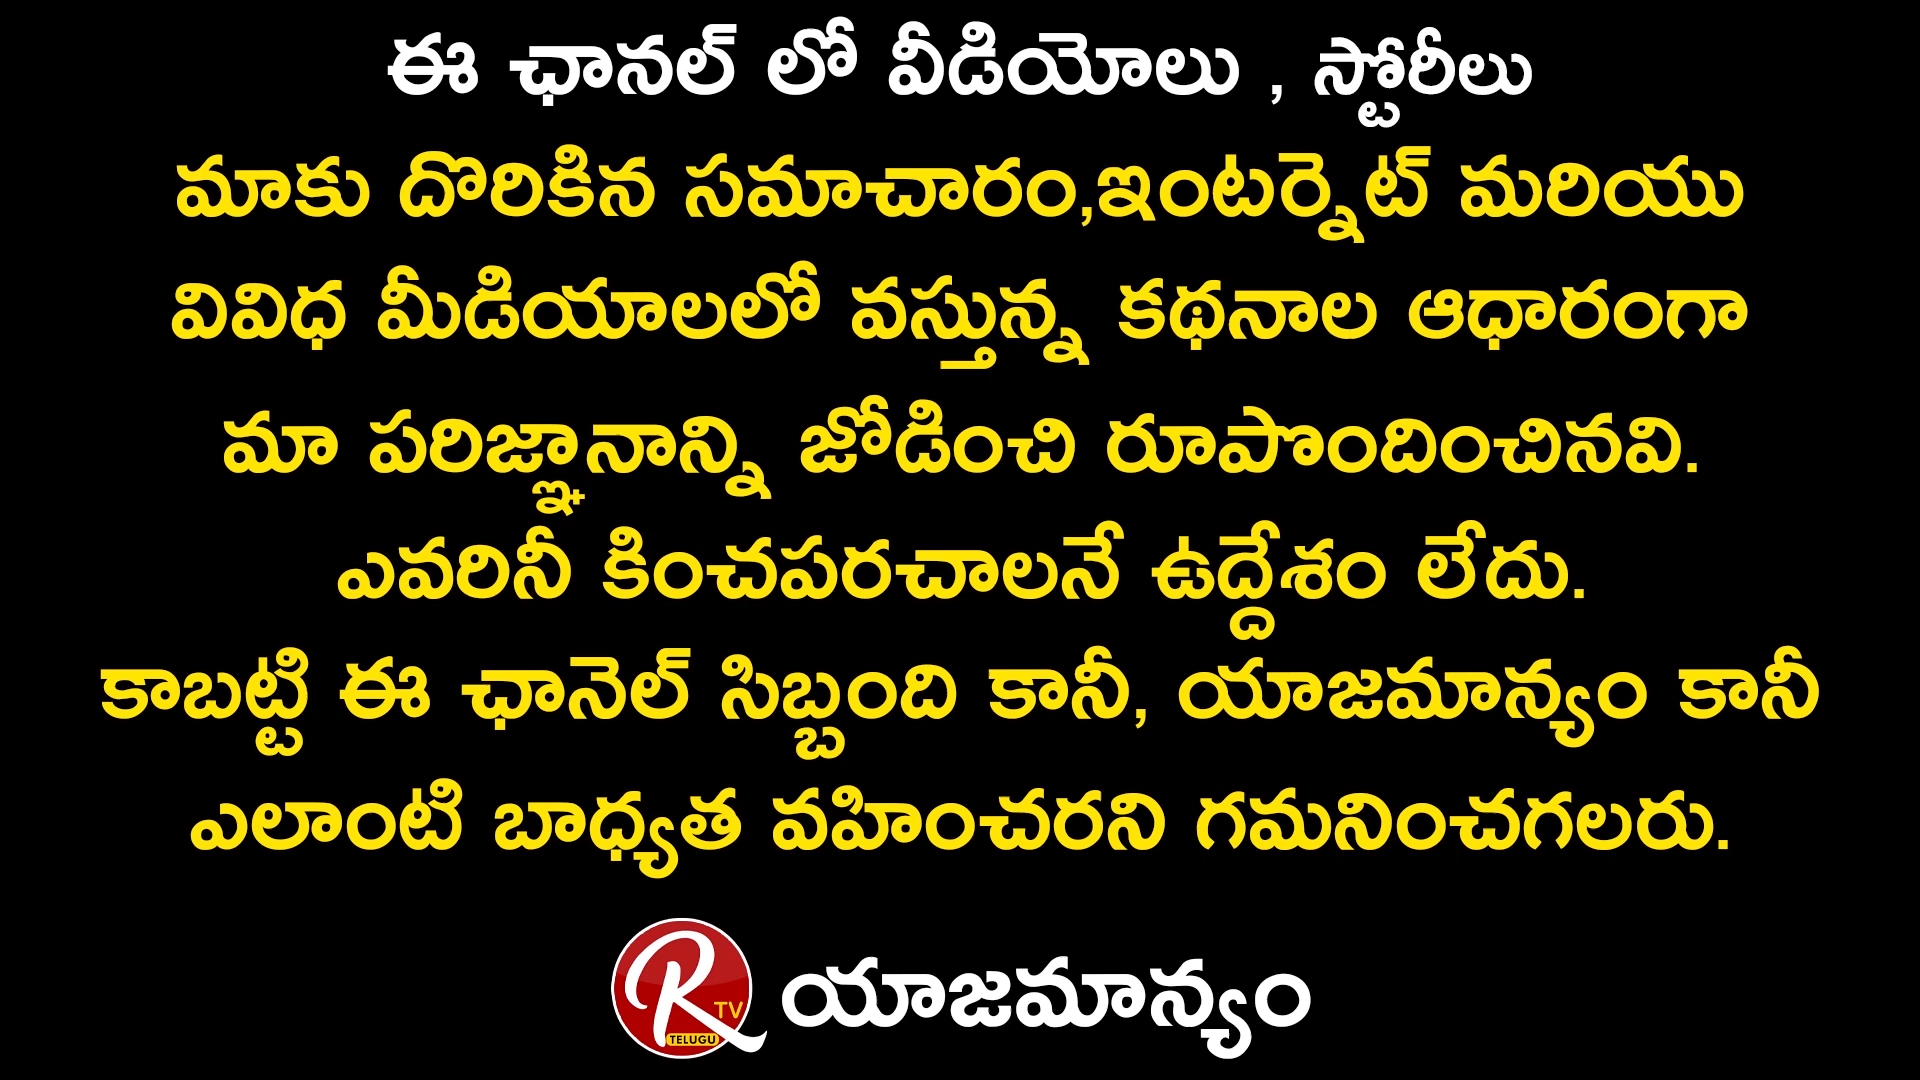 ఈ ఛానల్ లో వీడియోలు , స్టోరీలు
మాకు దొరికిన సమాచారం,ఇంటర్నెట్ మరియు
వివిధ మీడియాలలో వస్తున్న కథనాల ఆధారంగా
మా పరిజ్ఞానాన్ని జోడించి రూపొందించినవి.
ఎవరినీ కించపరచాలనే ఉద్దేశం లేదు.
కాబట్టి ఈ ఛానెల్ సిబ్బంది కానీ, యాజమాన్యం కానీ
ఎలాంటి బాధ్యత వహించరని గమనించగలరు.
R TV TELUGU యాజమాన్యం